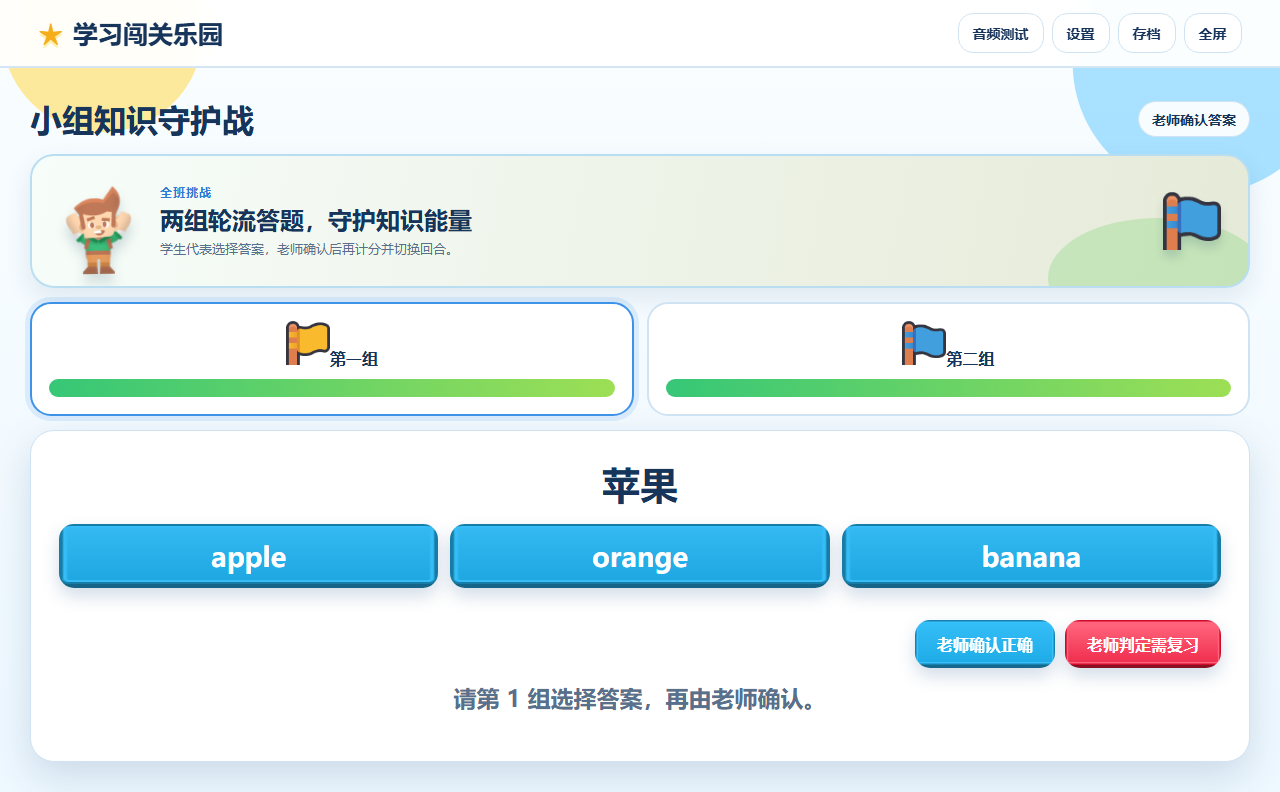 学习闯关乐园
音频测试
设置
存档
全屏
小组知识守护战
老师确认答案
全班挑战
两组轮流答题，守护知识能量
学生代表选择答案，老师确认后再计分并切换回合。
第一组
第二组
苹果
apple
orange
banana
老师确认正确
老师判定需复习
请第 1 组选择答案，再由老师确认。